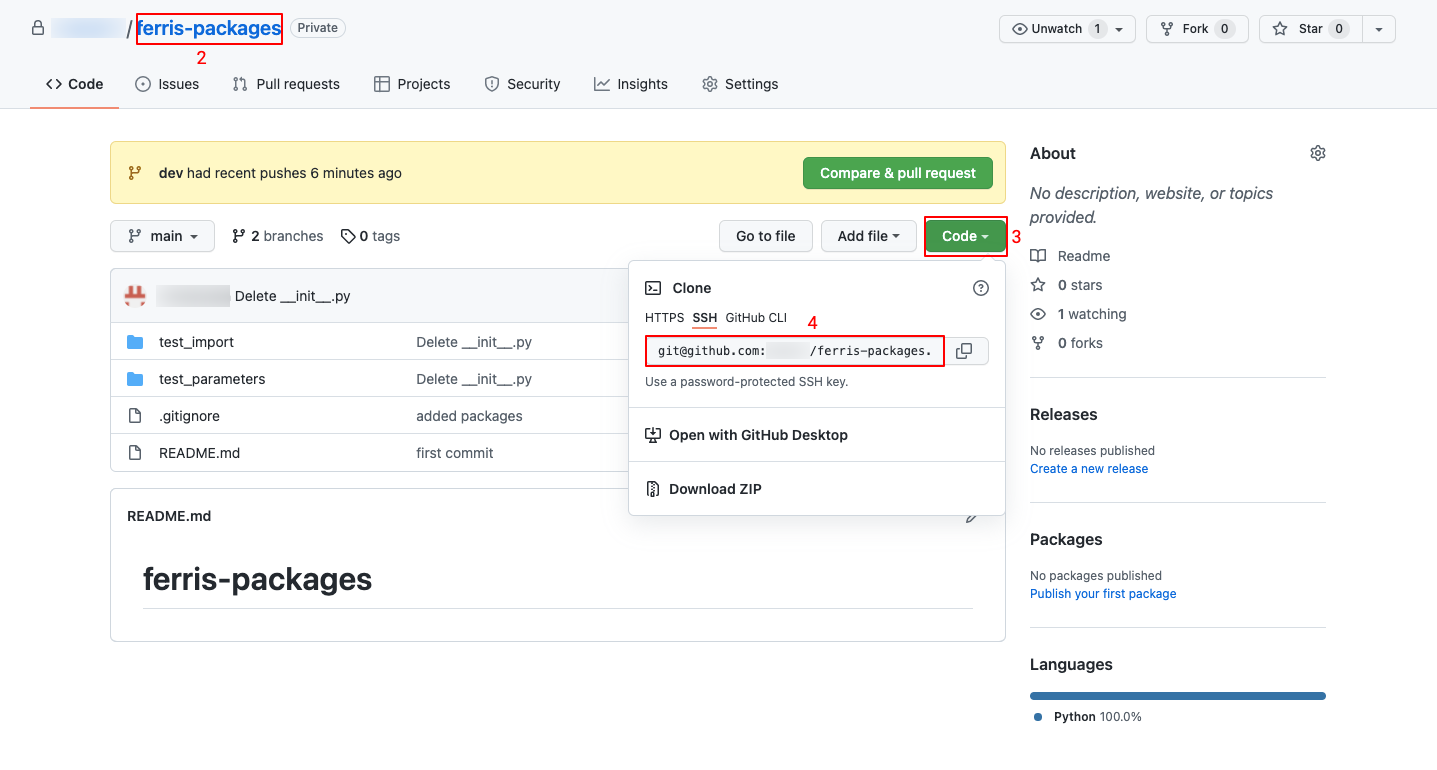 / ferris-packages Private
Unwatch 1 Fork 0 Star 0
2
Code Issues Pull requests Projects Security Insights Settings
dev had recent pushes 6 minutes ago Compare & pull request
main 2 branches 0 tags Go to file Add file Code 3
Delete __init__.py
test_import Delete __init__.py
test_parameters Delete __init__.py
.gitignore added packages
README.md first commit
Clone
HTTPS SSH GitHub CLI 4
git@github.com: /ferris-packages.
Use a password-protected SSH key.
Open with GitHub Desktop
Download ZIP
README.md
ferris-packages
About
No description, website, or topics
provided.
Readme
0 stars
1 watching
0 forks
Releases
No releases published
Create a new release
Packages
No packages published
Publish your first package
Languages
Python 100.0%